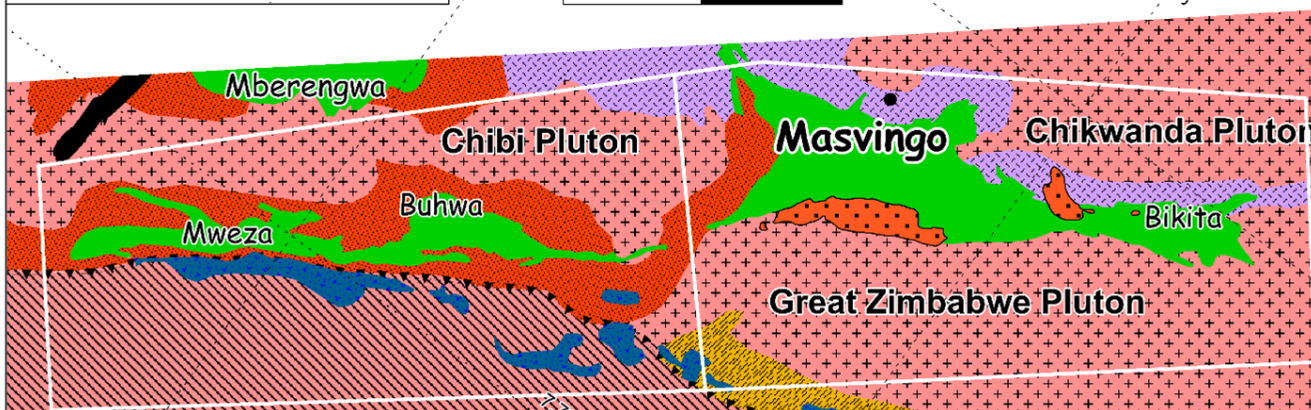 Mberengwa
Chibi Pluton
Masvingo
Chikwanda Pluton
Buhwa
Mweza
Bikita
Great Zimbabwe Pluton